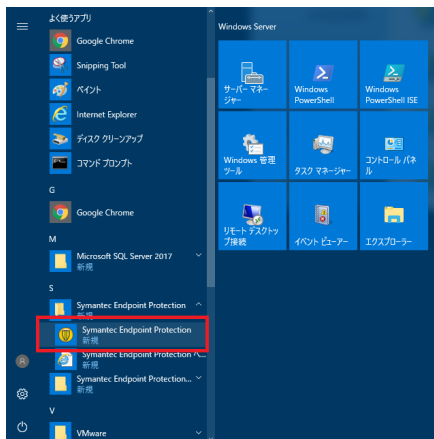 よく使うアプリ
Google Chrome
Snipping Tool
ペイント
Internet Explorer
ディスク クリーンアップ
コマンド プロンプト
G
Google Chrome
M
Microsoft SQL Server 2017
新規
S
Symantec Endpoint Protection
新規
Symantec Endpoint Protection
新規
Symantec Endpoint Protection ヘ...
新規
Symantec Endpoint Protection...
新規
V
VMware
Windows Server
サーバー マネー
ジャー
Windows
PowerShell
Windows
PowerShell ISE
Windows 管理
ツール
タスク マネージャー
コントロール パネ
ル
リモート デスクトッ
プ接続
イベント ビューアー
エクスプローラー